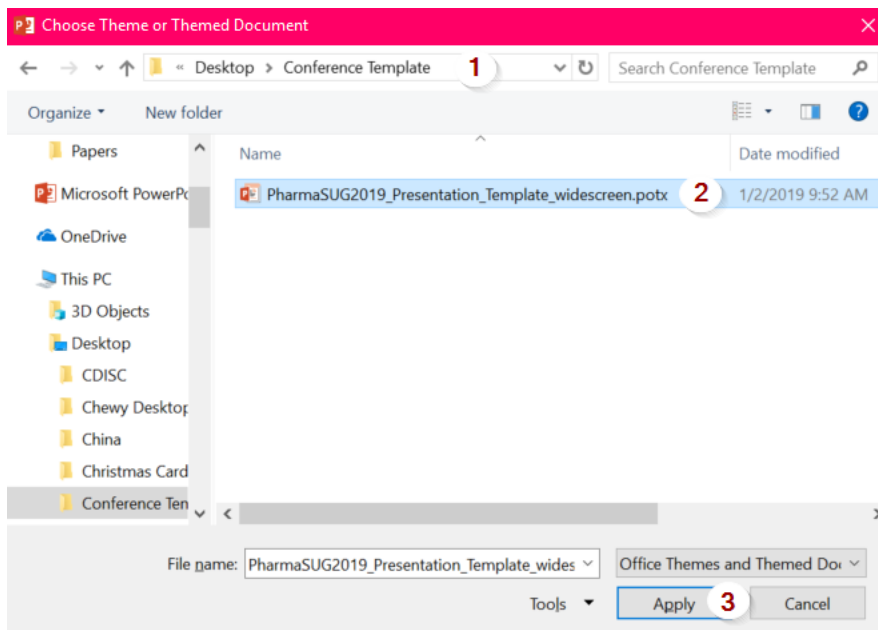 Choose Theme or Themed Document
« Desktop > Conference Template 1 Search Conference Template
Organize New folder ?
Papers
Name Date modified
Microsoft PowerPo
PharmaSUG2019_Presentation_Template_widescreen.potx 2 1/2/2019 9:52 AM
OneDrive
This PC
3D Objects
Desktop
CDISC
Chewy Desktop
China
Christmas Card
Conference Ten
File name: PharmaSUG2019_Presentation_Template_wides Office Themes and Themed Do
Tools Apply 3 Cancel